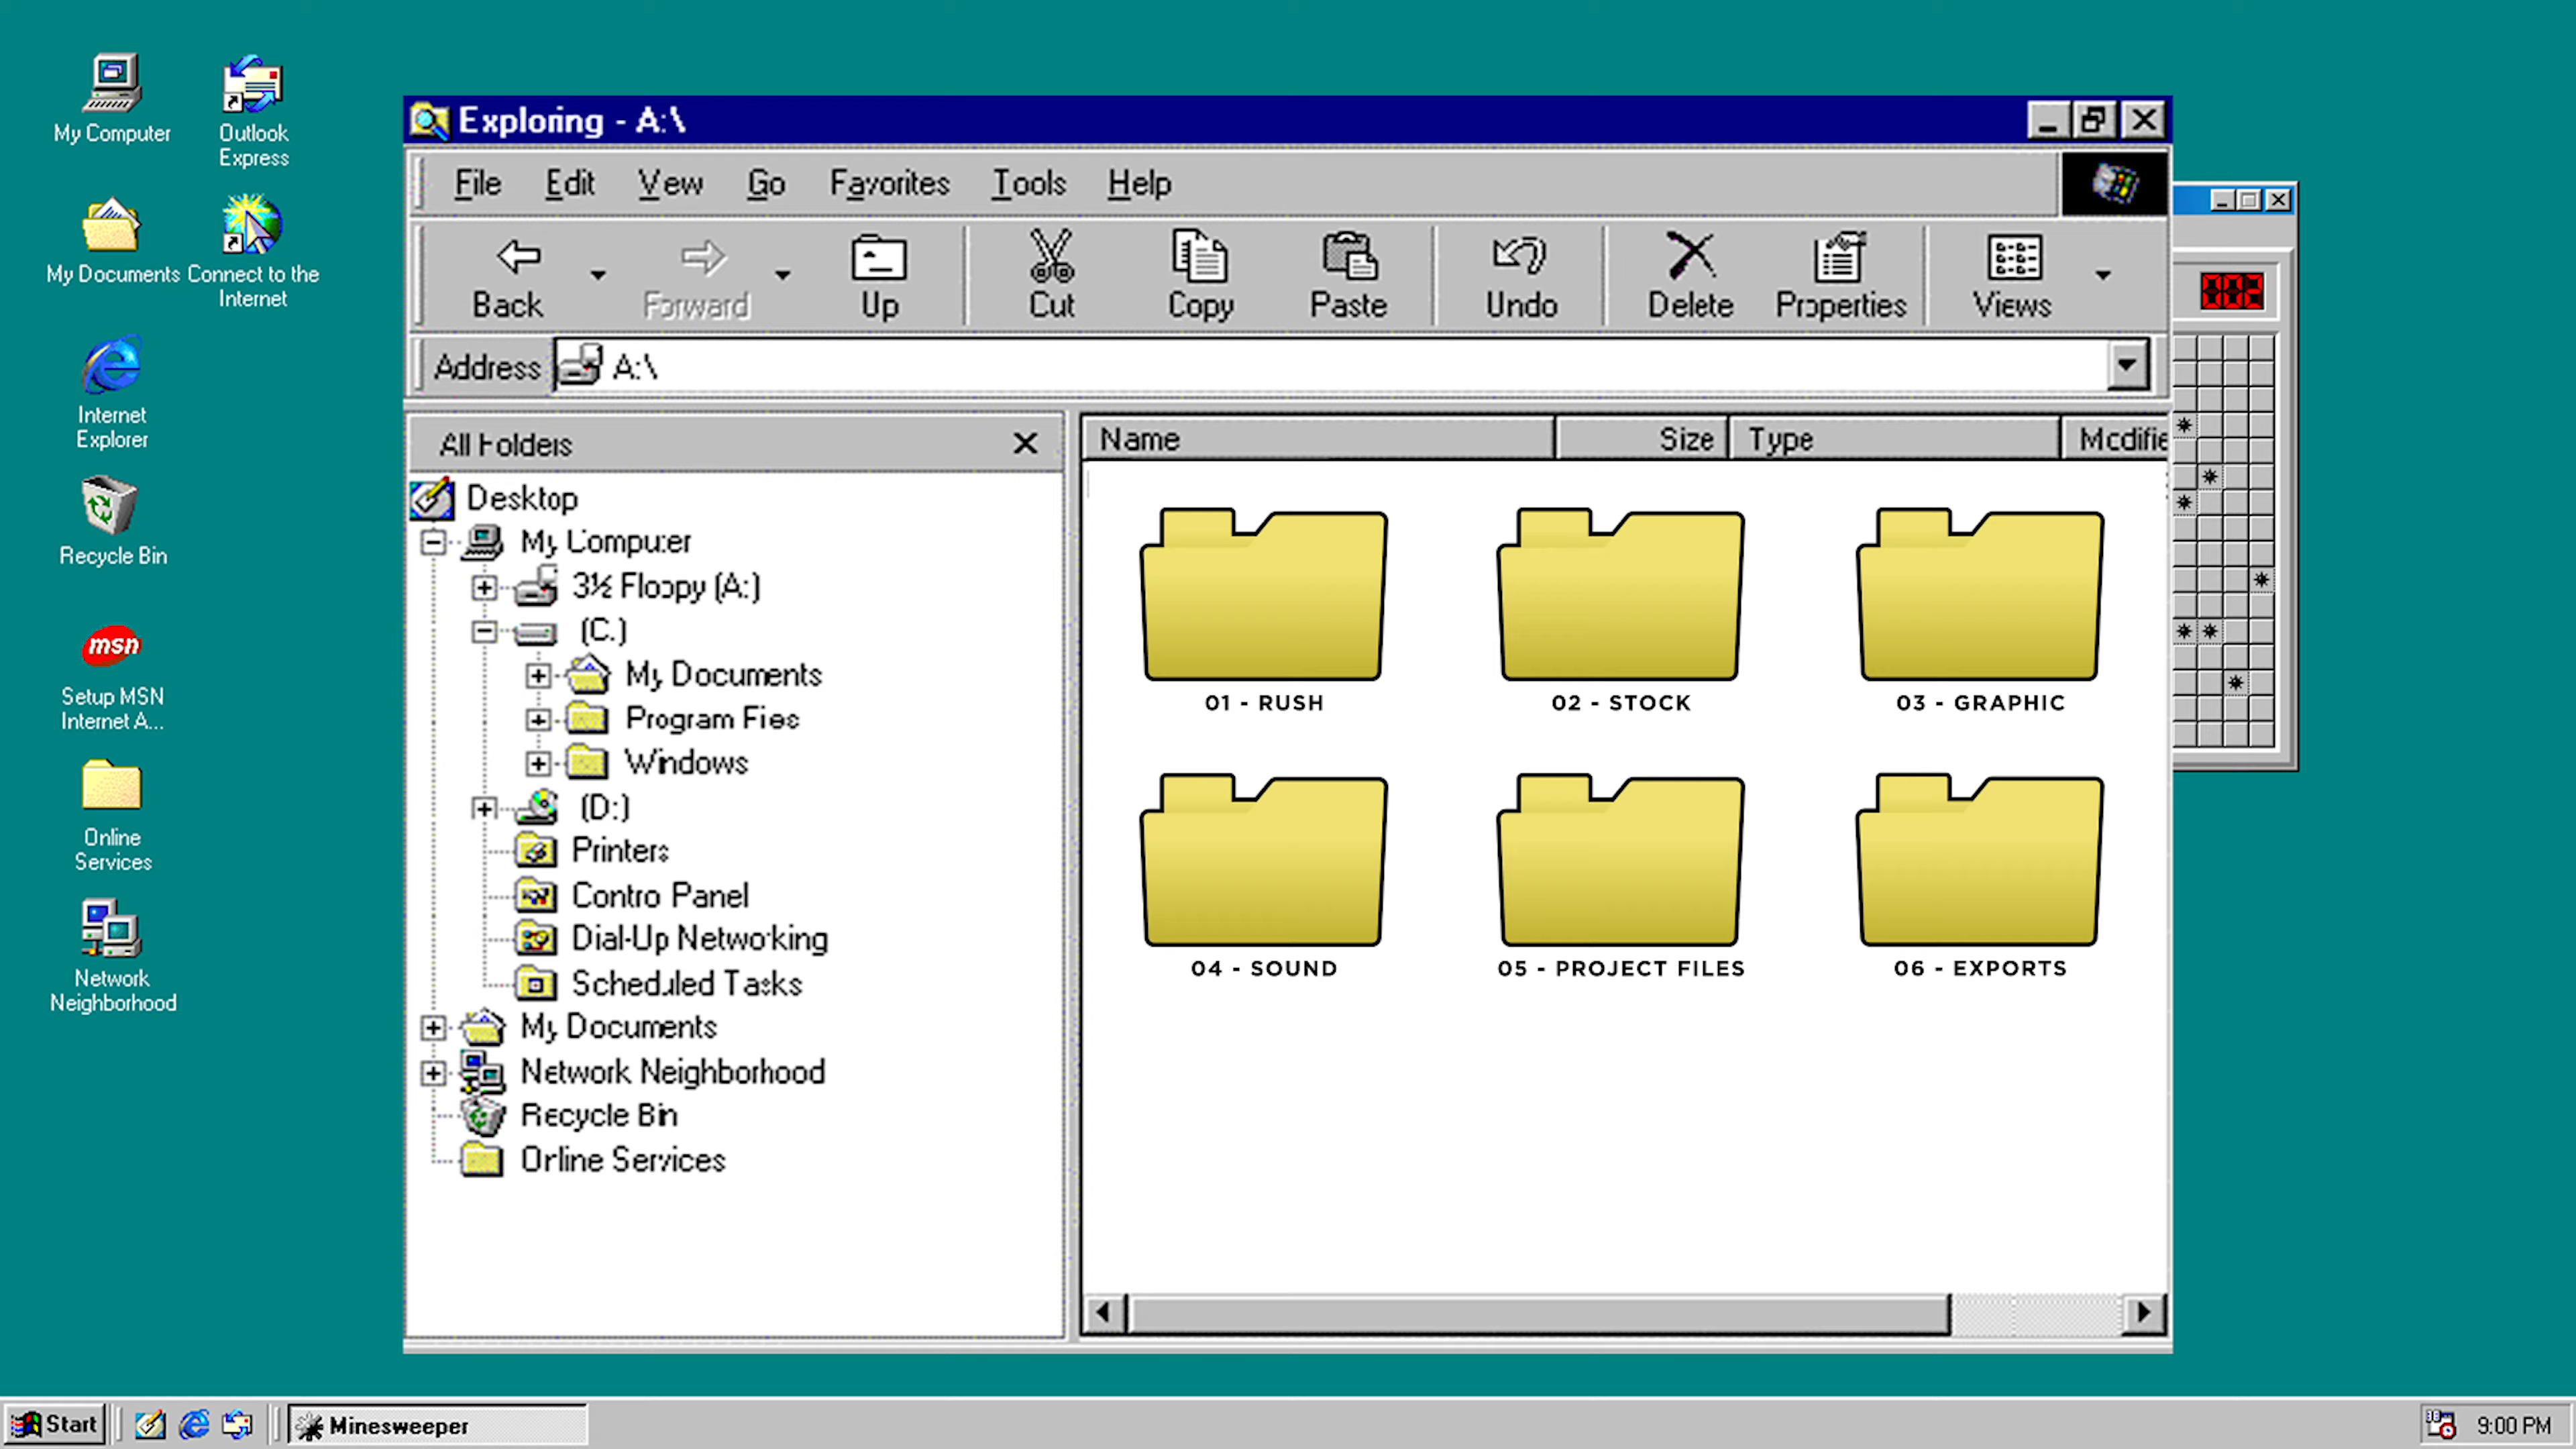 My Computer
Outlook
Express
My Documents
Connect to the
Internet
Internet
Explorer
Recycle Bin
msn
Setup MSN
Internet A...
Online
Services
Network
Neighborhood
Exploring - A:\
File Edit View Go Favorites Tools Help
Back Forward Up Cut Copy Paste Undo Delete Properties Views
Address A:\
All Folders
Name Size Type Modifie
Desktop
My Computer
3½ Floppy (A:)
(C:)
My Documents
Program Files
Windows
(D:)
Printers
Control Panel
Dial-Up Networking
Scheduled Tasks
My Documents
Network Neighborhood
Recycle Bin
Online Services
01 - RUSH
02 - STOCK
03 - GRAPHIC
04 - SOUND
05 - PROJECT FILES
06 - EXPORTS
Start
Minesweeper
9:00 PM